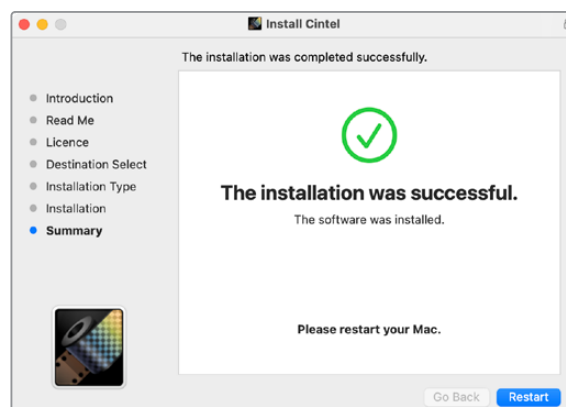 Install Cintel
The installation was completed successfully.
Introduction
Read Me
Licence
Destination Select
Installation Type
Installation
Summary
The installation was successful.
The software was installed.
Please restart your Mac.
Go Back
Restart